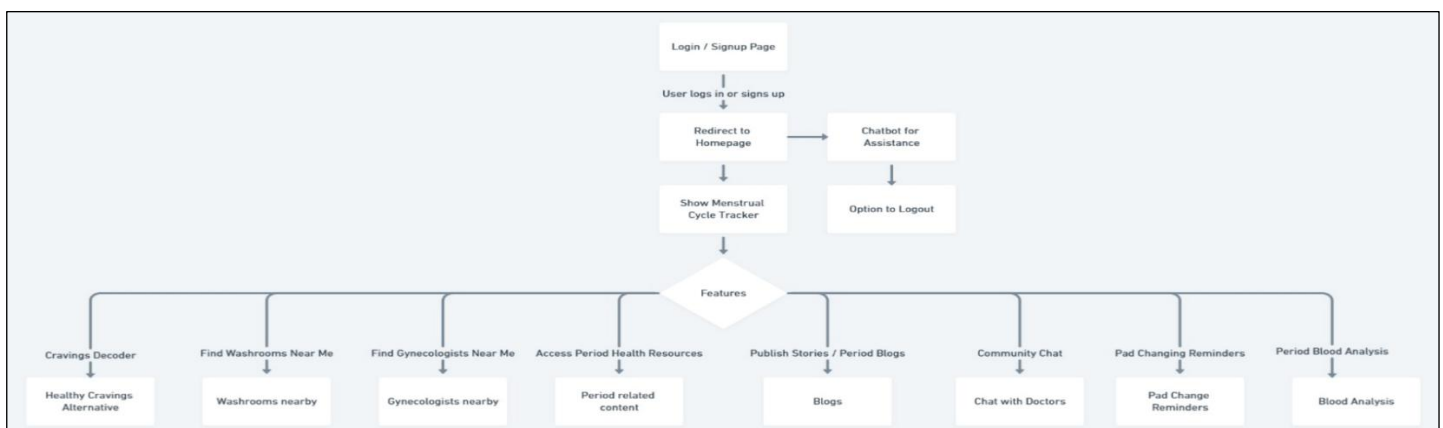 Login / Signup Page
User logs in or signs up
Redirect to
Homepage
Chatbot for
Assistance
Show Menstrual
Cycle Tracker
Option to Logout
Features
Cravings Decoder
Find Washrooms Near Me
Find Gynecologists Near Me
Access Period Health Resources
Publish Stories / Period Blogs
Community Chat
Pad Changing Reminders
Period Blood Analysis
Healthy Cravings
Alternative
Washrooms nearby
Gynecologists nearby
Period related
content
Blogs
Chat with Doctors
Pad Change
Reminders
Blood Analysis